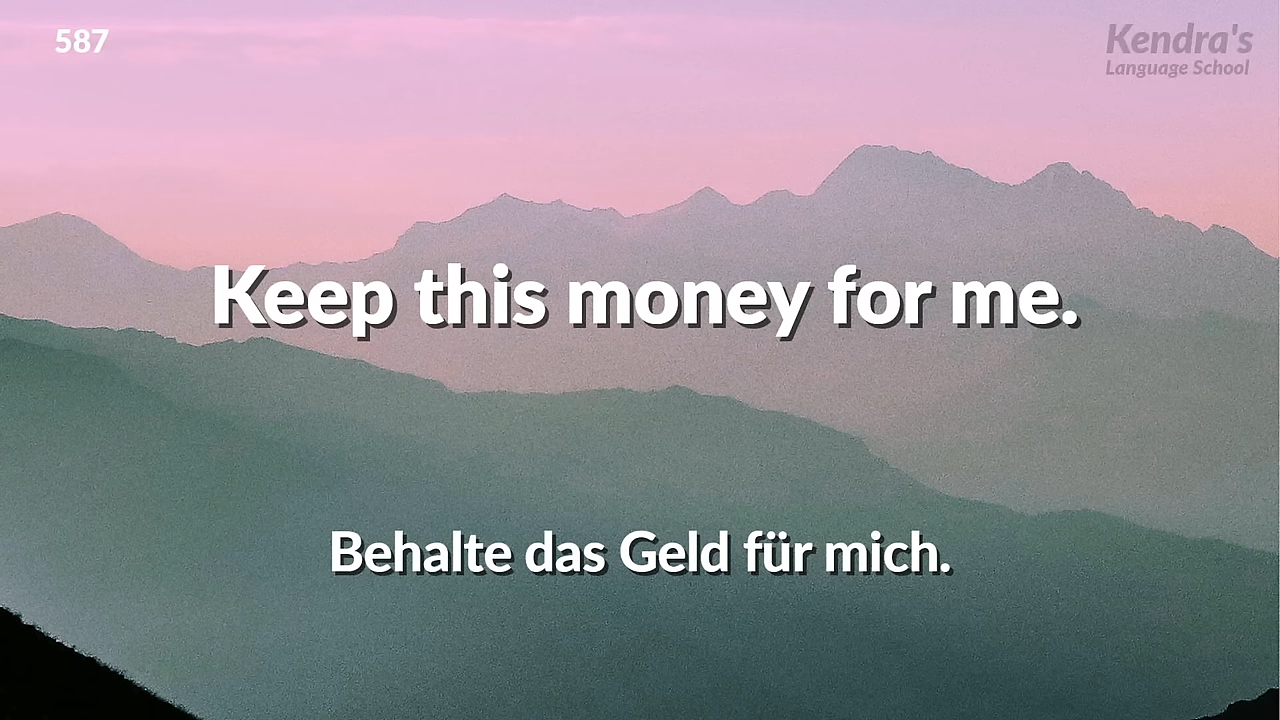 587
Kendra's
Language School
Keep this money for me.
Behalte das Geld für mich.